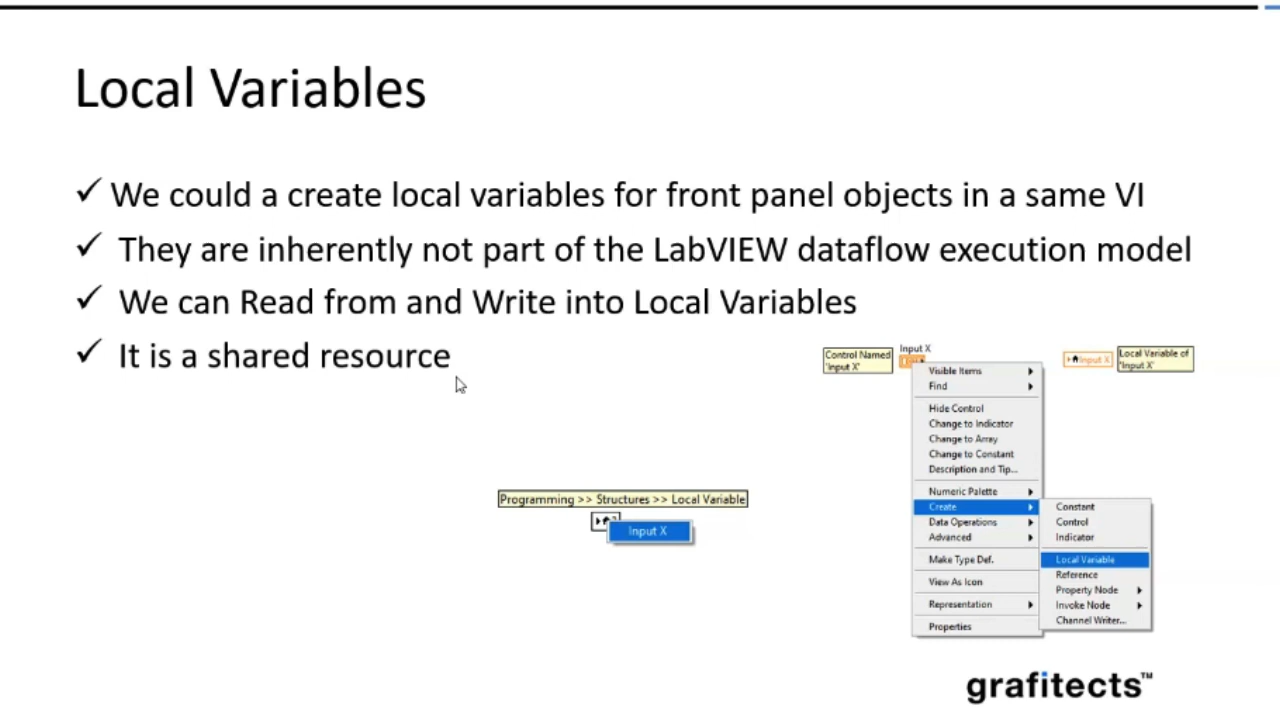 Local Variables
We could a create local variables for front panel objects in a same VI
They are inherently not part of the LabVIEW dataflow execution model
We can Read from and Write into Local Variables
It is a shared resource
Control Named
'Input X'
Input X
Input X
Local Variable of
'Input X'
Visible Items
Find
Hide Control
Change to Indicator
Change to Array
Change to Constant
Description and Tip...
Numeric Palette
Create
Data Operations
Advanced
Make Type Def.
View As Icon
Representation
Properties
Constant
Control
Indicator
Local Variable
Reference
Property Node
Invoke Node
Channel Writer...
Programming >> Structures >> Local Variable
Input X
grafitects™